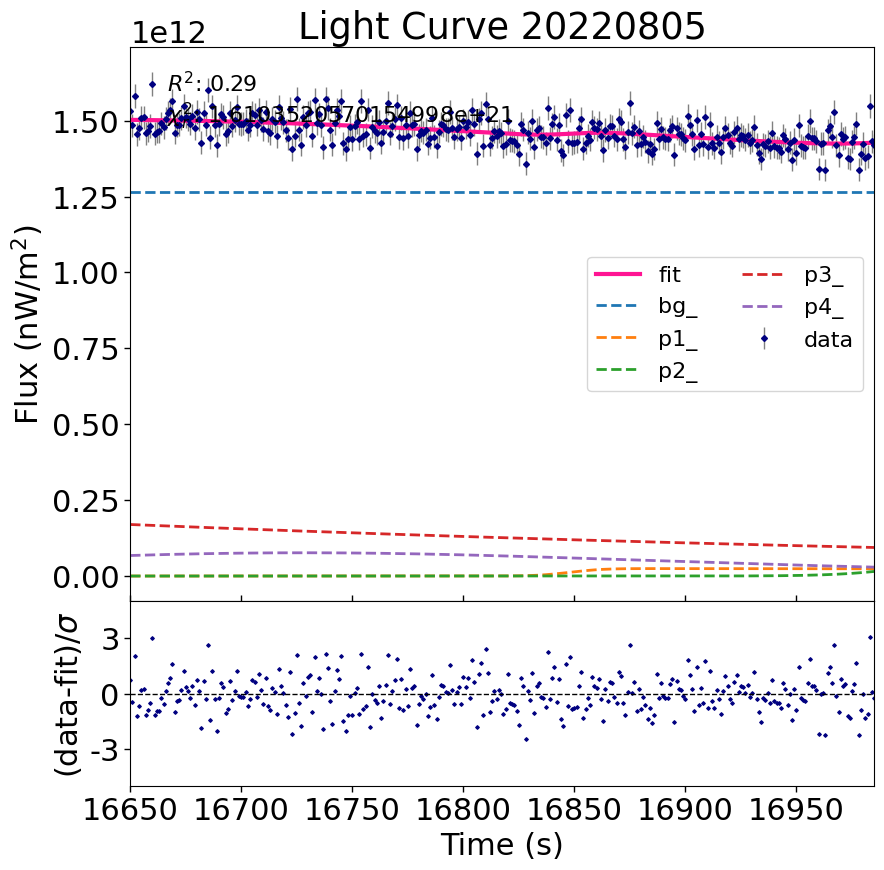 Light Curve 20220805
1e12
R²: 0.29
1.50
1.25
1.00
0.75
0.50
0.25
0.00
Flux (nW/m²)
fit
bg_
p1_
p2_
p3_
p4_
data
3
0
-3
(data-fit)/σ
16650 16700 16750 16800 16850 16900 16950
Time (s)